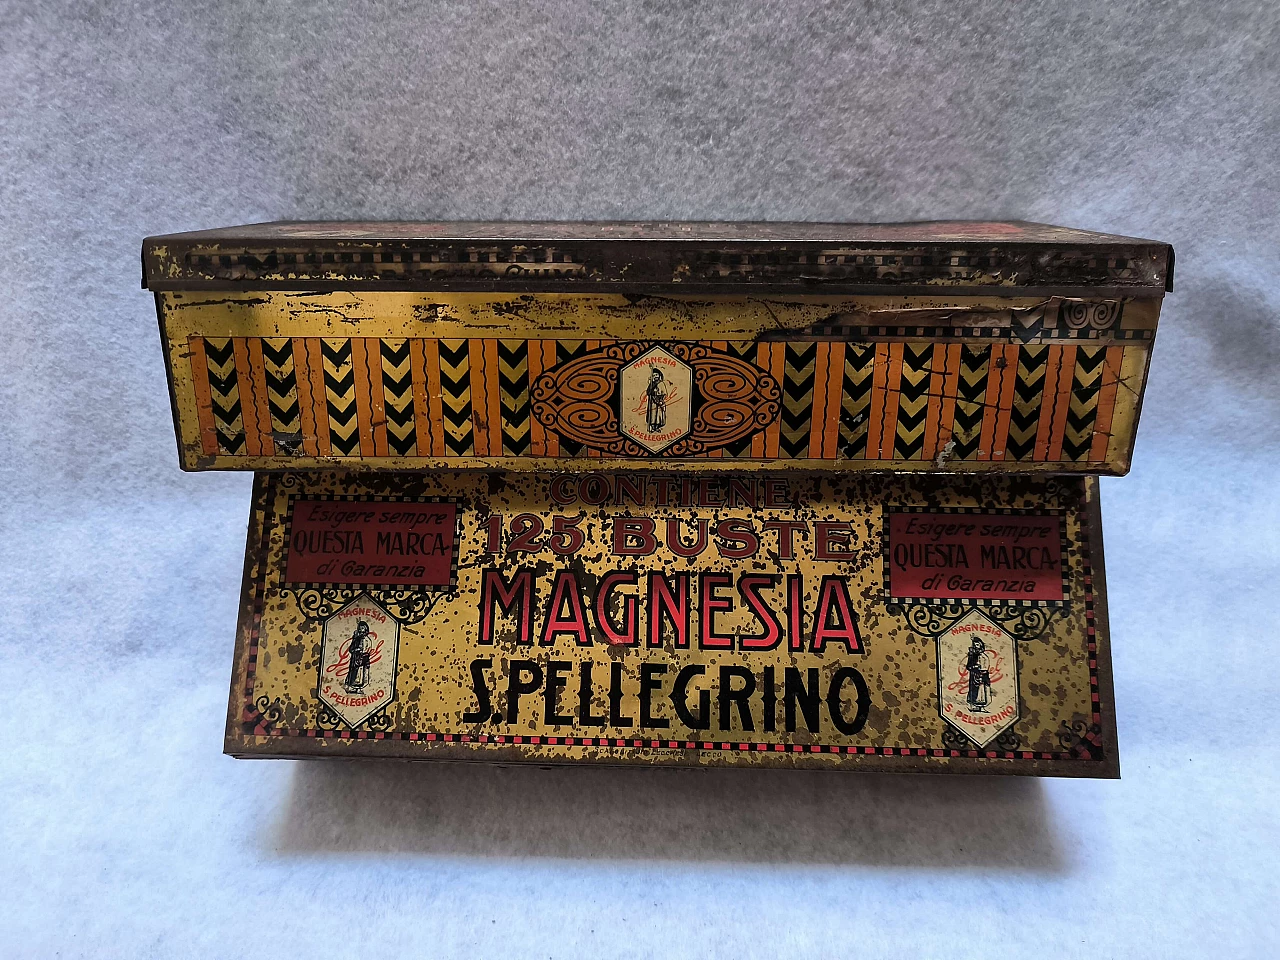 MAGNESIA
S.PELLEGRINO
CONTIENE
125 BUSTE
MAGNESIA
S.PELLEGRINO
Esigere sempre
QUESTA MARCA
di Garanzia
MAGNESIA
S.PELLEGRINO
Esigere sempre
QUESTA MARCA
di Garanzia
MAGNESIA
S.PELLEGRINO
LECCO